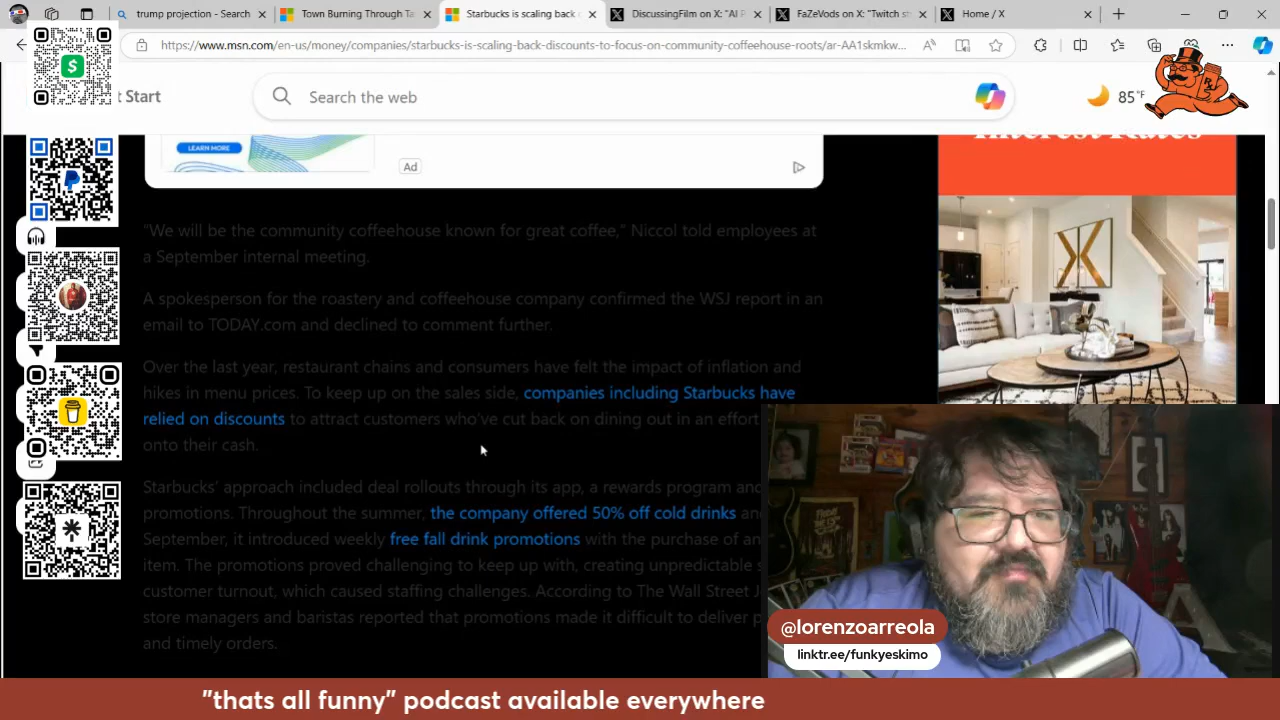 trump projection - Search
Town Burning Through Ta
Starbucks is scaling back
DiscussingFilm on X: "AI P
FaZeVods on X: "Twitch st
Home / X
https://www.msn.com/en-us/money/companies/starbucks-is-scaling-back-discounts-to-focus-on-community-coffeehouse-roots/ar-AA1skmkw...
t Start
Search the web
85°F
Interest Rates
LEARN MORE
Ad
"We will be the community coffeehouse known for great coffee," Niccol told employees at
a September internal meeting.
A spokesperson for the roastery and coffeehouse company confirmed the WSJ report in an
email to TODAY.com and declined to comment further.
Over the last year, restaurant chains and consumers have felt the impact of inflation and
hikes in menu prices. To keep up on the sales side, companies including Starbucks have
relied on discounts to attract customers who've cut back on dining out in an effort
onto their cash.
Starbucks' approach included deal rollouts through its app, a rewards program and
promotions. Throughout the summer, the company offered 50% off cold drinks an
September, it introduced weekly free fall drink promotions with the purchase of an
item. The promotions proved challenging to keep up with, creating unpredictable s
customer turnout, which caused staffing challenges. According to The Wall Street J
store managers and baristas reported that promotions made it difficult to deliver p
and timely orders.
@lorenzoarreola
linktr.ee/funkyeskimo
"thats all funny" podcast available everywhere